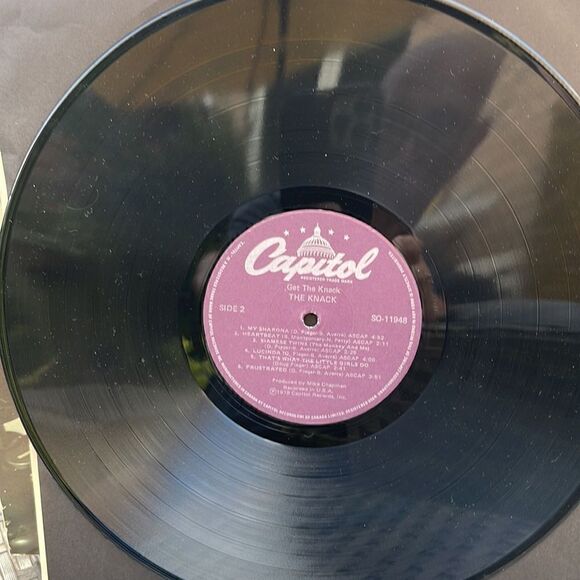 Capitol
REGISTERED TRADE MARK
Get The Knack
THE KNACK
SIDE 2
SO-11948
1. MY SHARONA (D. Fieger-B. Averre) ASCAP 4:52
2. HEARTBEAT (B. Montgomery-N. Petty) ASCAP 2:11
3. SIAMESE TWINS (The Monkey And Me)
(D. Fieger-B. Averre) ASCAP 3:25
4. LUCINDA (D. Fieger-B. Averre) ASCAP 4:00
5. THAT'S WHAT THE LITTLE GIRLS DO
(Doug Fieger) ASCAP 2:41
6. FRUSTRATED (D. Fieger-B. Averre) ASCAP 3:51
Produced by Mike Chapman
Recorded in U.S.A.
℗1979 Capitol Records, Inc.